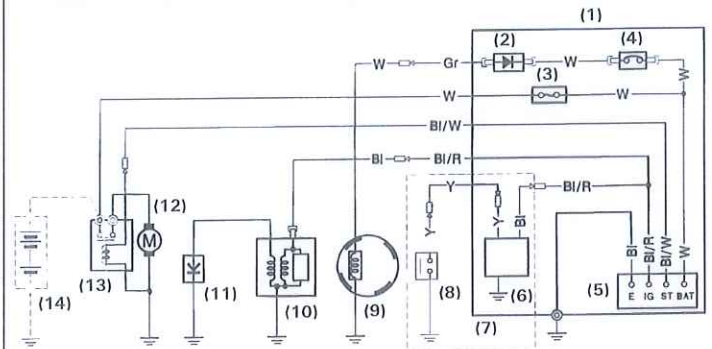 (1)
(2) (4)
W Gr W W
(3)
W W
Bl/W
Bl Bl/R
Y Bl/R
(12)
Y Y Bl
M
Bl Bl/R Bl/W W
(5) E IG ST BAT
(14) (13) (11) (10) (9) (8) (7) (6)